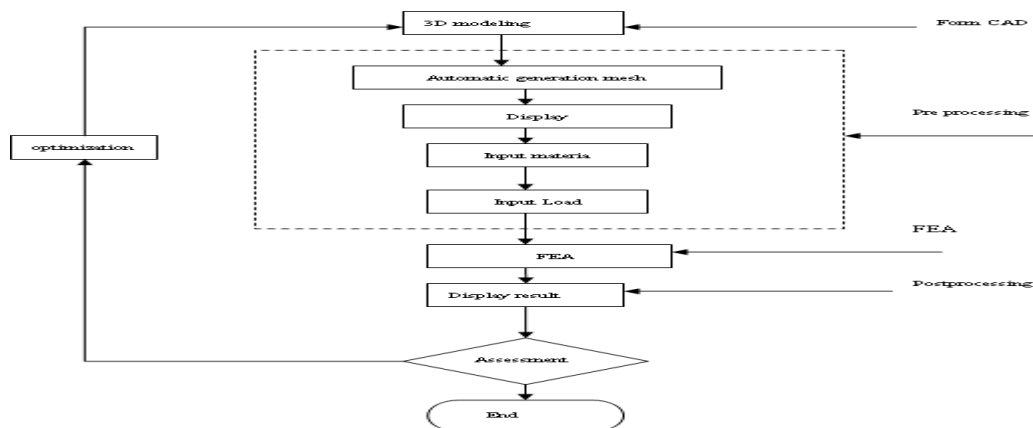 3D modeling
Form CAD
Automatic generation mesh
Display
Pre processing
optimization
Input materia
Input Load
FEA
FEA
Display result
Postprocessing
Assessment
End